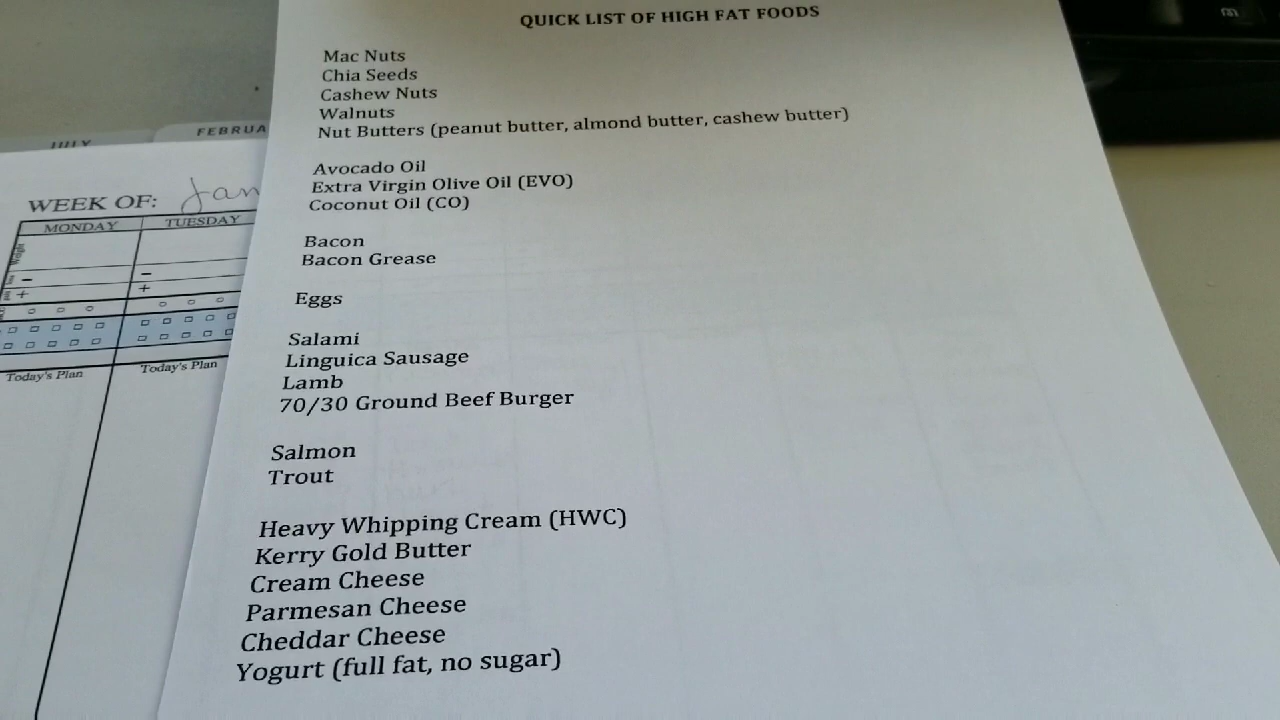 QUICK LIST OF HIGH FAT FOODS
Mac Nuts
Chia Seeds
Cashew Nuts
Walnuts
Nut Butters (peanut butter, almond butter, cashew butter)
Avocado Oil
Extra Virgin Olive Oil (EVO)
Coconut Oil (CO)
Bacon
Bacon Grease
Eggs
Salami
Linguica Sausage
Lamb
70/30 Ground Beef Burger
Salmon
Trout
Heavy Whipping Cream (HWC)
Kerry Gold Butter
Cream Cheese
Parmesan Cheese
Cheddar Cheese
Yogurt (full fat, no sugar)
JULY
FEBRUA
WEEK OF: Jan
MONDAY TUESDAY
Weight
− −
+ +
Today's Plan Today's Plan